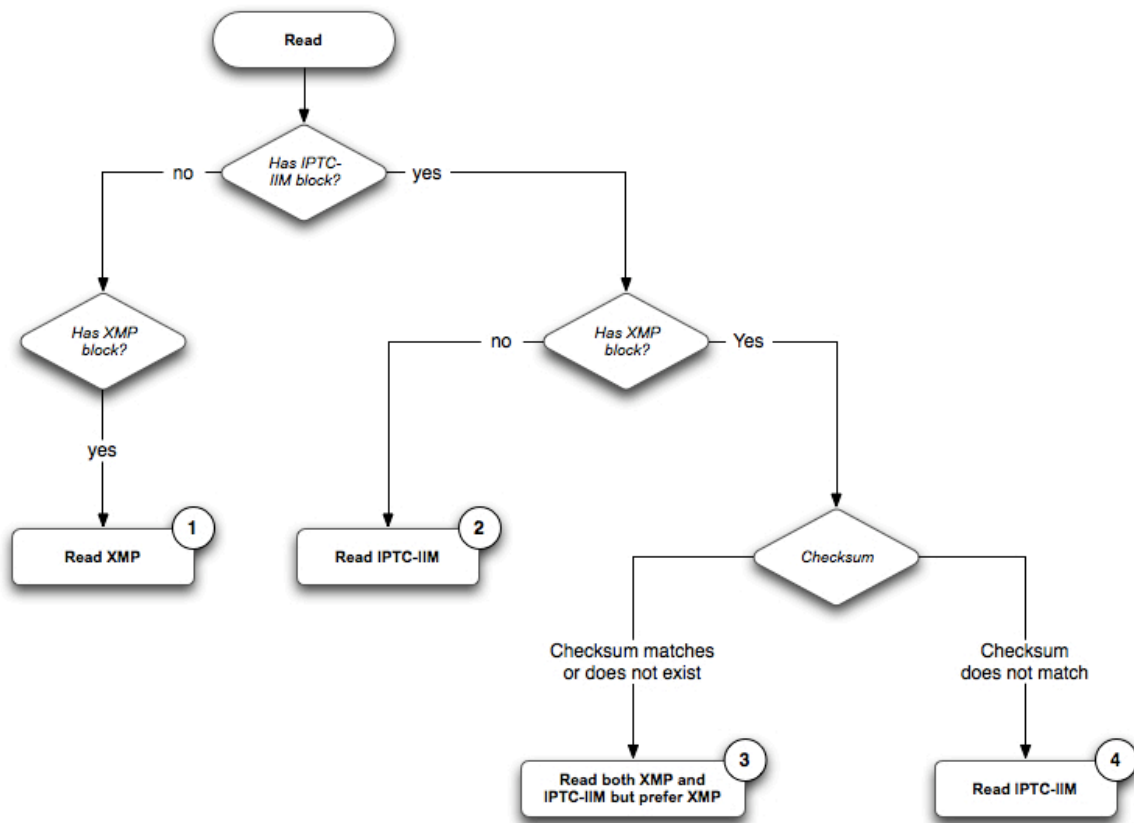 Read
Has IPTC-
IIM block?
no
yes
Has XMP
block?
no
Has XMP
block?
Yes
yes
1
Read XMP
2
Read IPTC-IIM
Checksum
Checksum matches
or does not exist
Checksum
does not match
3
Read both XMP and
IPTC-IIM but prefer XMP
4
Read IPTC-IIM